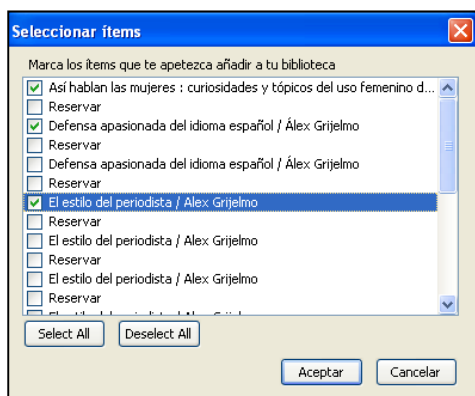 Seleccionar ítems
Marca los ítems que te apetezca añadir a tu biblioteca
Así hablan las mujeres : curiosidades y tópicos del uso femenino d...
Reservar
Defensa apasionada del idioma español / Álex Grijelmo
Reservar
Defensa apasionada del idioma español / Álex Grijelmo
Reservar
El estilo del periodista / Alex Grijelmo
Reservar
El estilo del periodista / Alex Grijelmo
Reservar
El estilo del periodista / Alex Grijelmo
Reservar
Select All Deselect All
Aceptar Cancelar